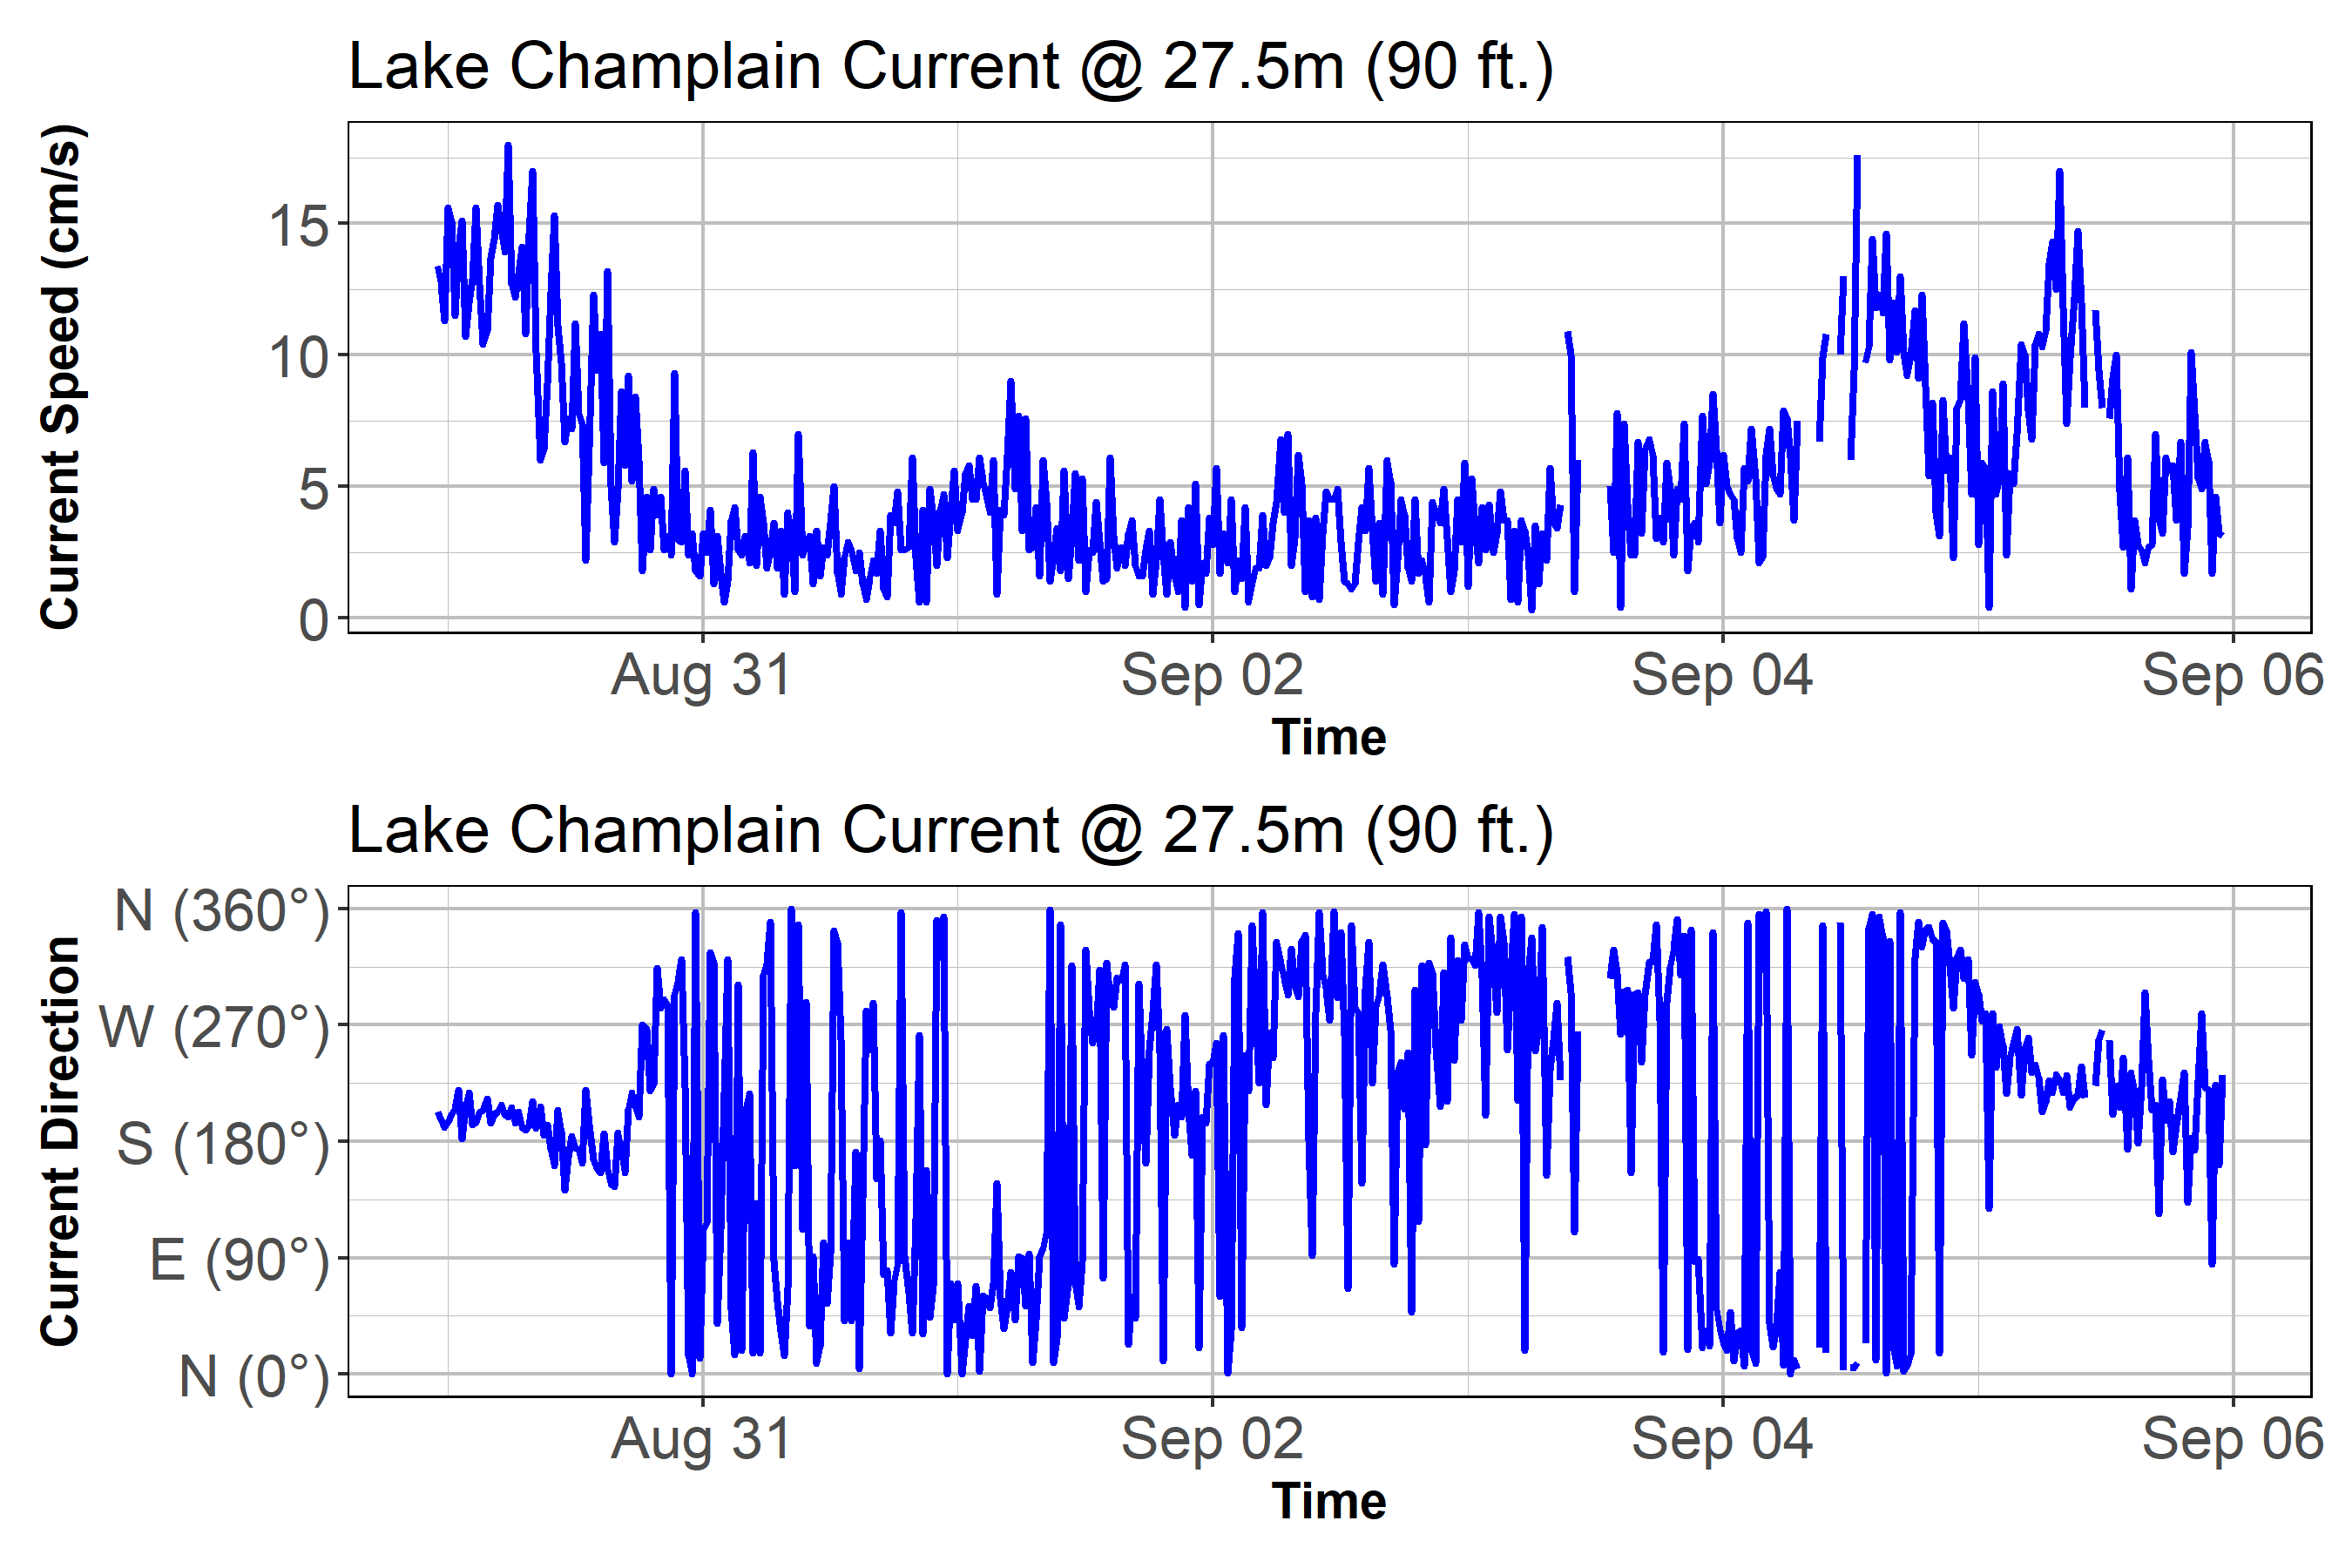 Lake Champlain Current @ 27.5m (90 ft.)
Current Speed (cm/s)
15
10
5
0
Aug 31 Sep 02 Sep 04 Sep 06
Time
Lake Champlain Current @ 27.5m (90 ft.)
Current Direction
N (360°)
W (270°)
S (180°)
E (90°)
N (0°)
Aug 31 Sep 02 Sep 04 Sep 06
Time